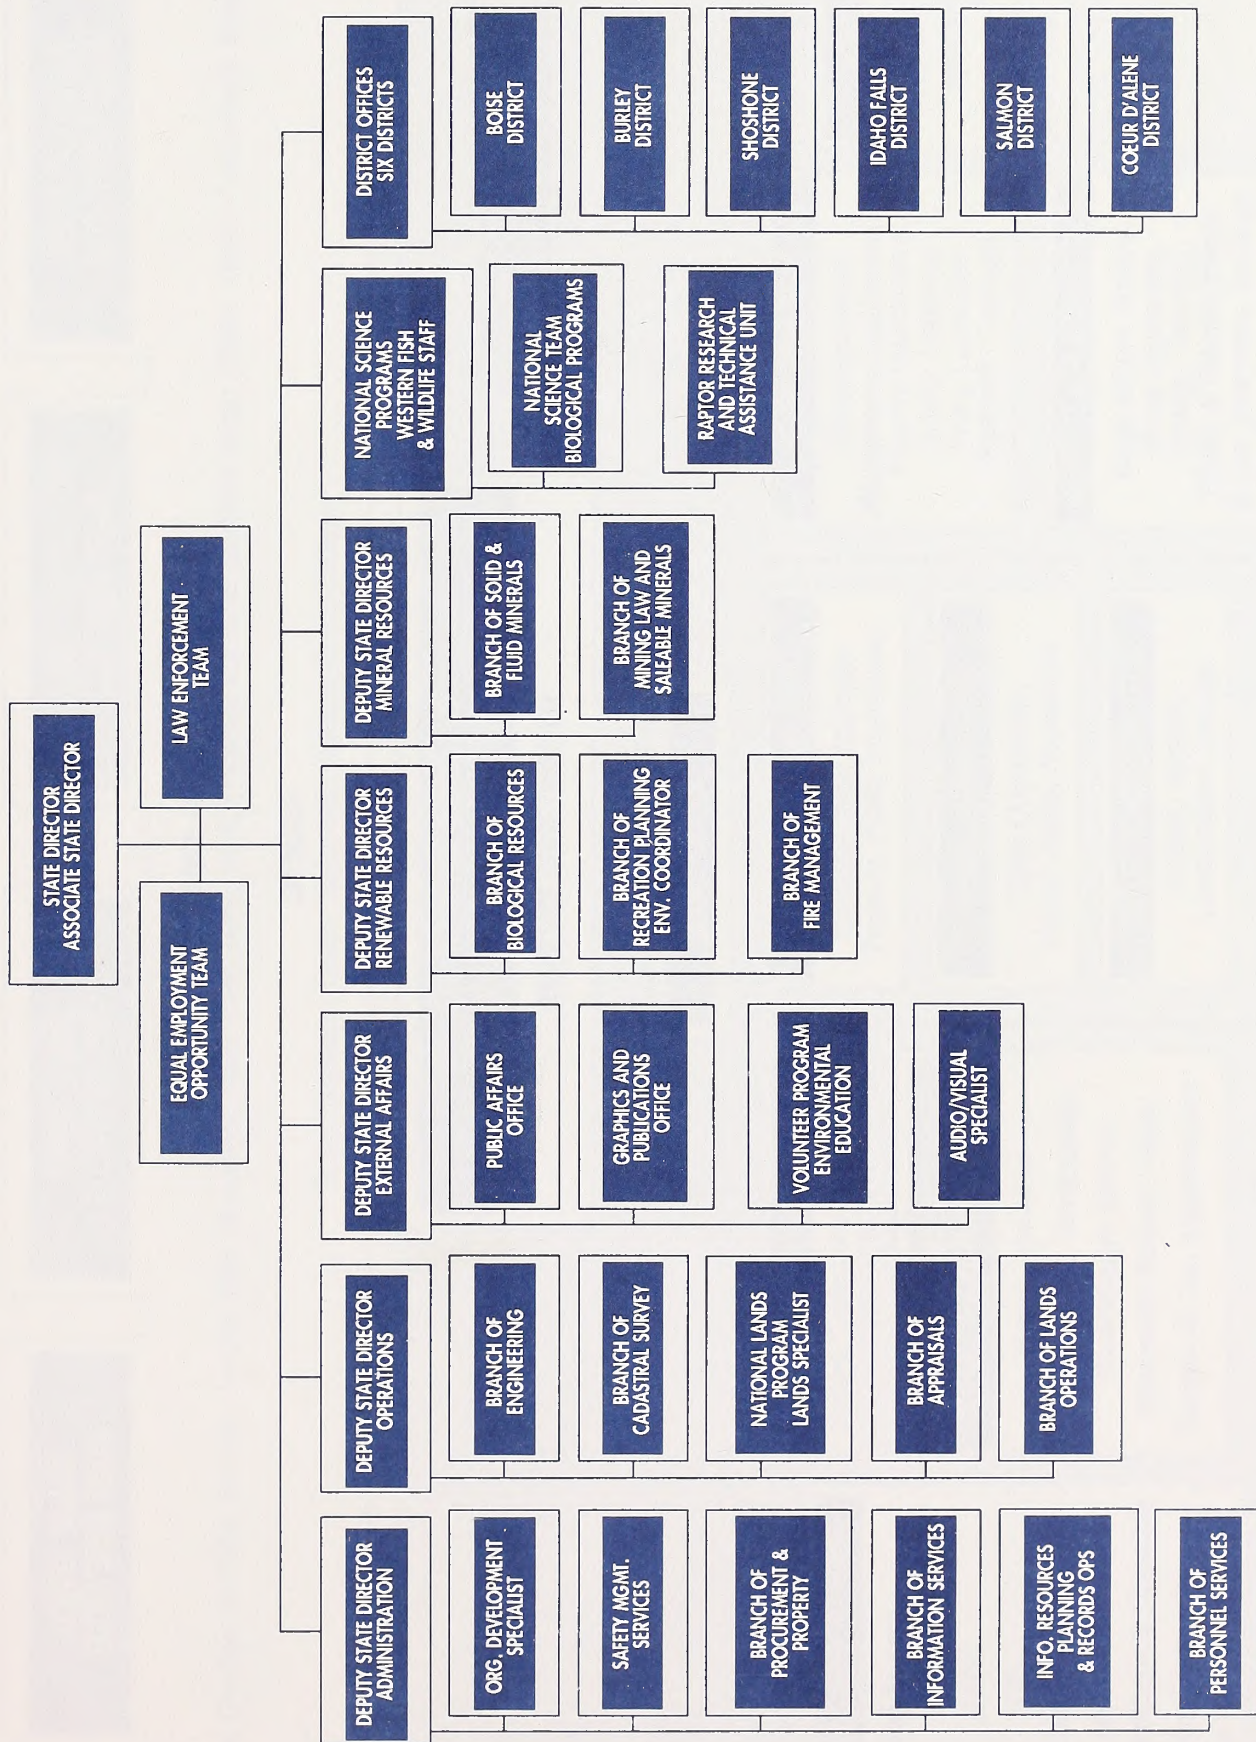 STATE DIRECTOR
ASSOCIATE STATE DIRECTOR
EQUAL EMPLOYMENT
OPPORTUNITY TEAM
LAW ENFORCEMENT
TEAM
DEPUTY STATE DIRECTOR
ADMINISTRATION
ORG. DEVELOPMENT
SPECIALIST
SAFETY MGMT.
SERVICES
BRANCH OF
PROCUREMENT &
PROPERTY
BRANCH OF
INFORMATION SERVICES
INFO. RESOURCES
PLANNING
& RECORDS OPS
BRANCH OF
PERSONNEL SERVICES
DEPUTY STATE DIRECTOR
OPERATIONS
BRANCH OF
ENGINEERING
BRANCH OF
CADASTRAL SURVEY
NATIONAL LANDS
PROGRAM
LANDS SPECIALIST
BRANCH OF
APPRAISALS
BRANCH OF LANDS
OPERATIONS
DEPUTY STATE DIRECTOR
EXTERNAL AFFAIRS
PUBLIC AFFAIRS
OFFICE
GRAPHICS AND
PUBLICATIONS
OFFICE
VOLUNTEER PROGRAM
ENVIRONMENTAL
EDUCATION
AUDIO/VISUAL
SPECIALIST
DEPUTY STATE DIRECTOR
RENEWABLE RESOURCES
BRANCH OF
BIOLOGICAL RESOURCES
BRANCH OF
RECREATION PLANNING
ENV. COORDINATOR
BRANCH OF
FIRE MANAGEMENT
DEPUTY STATE DIRECTOR
MINERAL RESOURCES
BRANCH OF SOLID &
FLUID MINERALS
BRANCH OF
MINING LAW AND
SALEABLE MINERALS
NATIONAL SCIENCE
PROGRAMS
WESTERN FISH
& WILDLIFE STAFF
NATIONAL
SCIENCE TEAM
BIOLOGICAL PROGRAMS
RAPTOR RESEARCH
AND TECHNICAL
ASSISTANCE UNIT
DISTRICT OFFICES
SIX DISTRICTS
BOISE
DISTRICT
BURLEY
DISTRICT
SHOSHONE
DISTRICT
IDAHO FALLS
DISTRICT
SALMON
DISTRICT
COEUR D'ALENE
DISTRICT